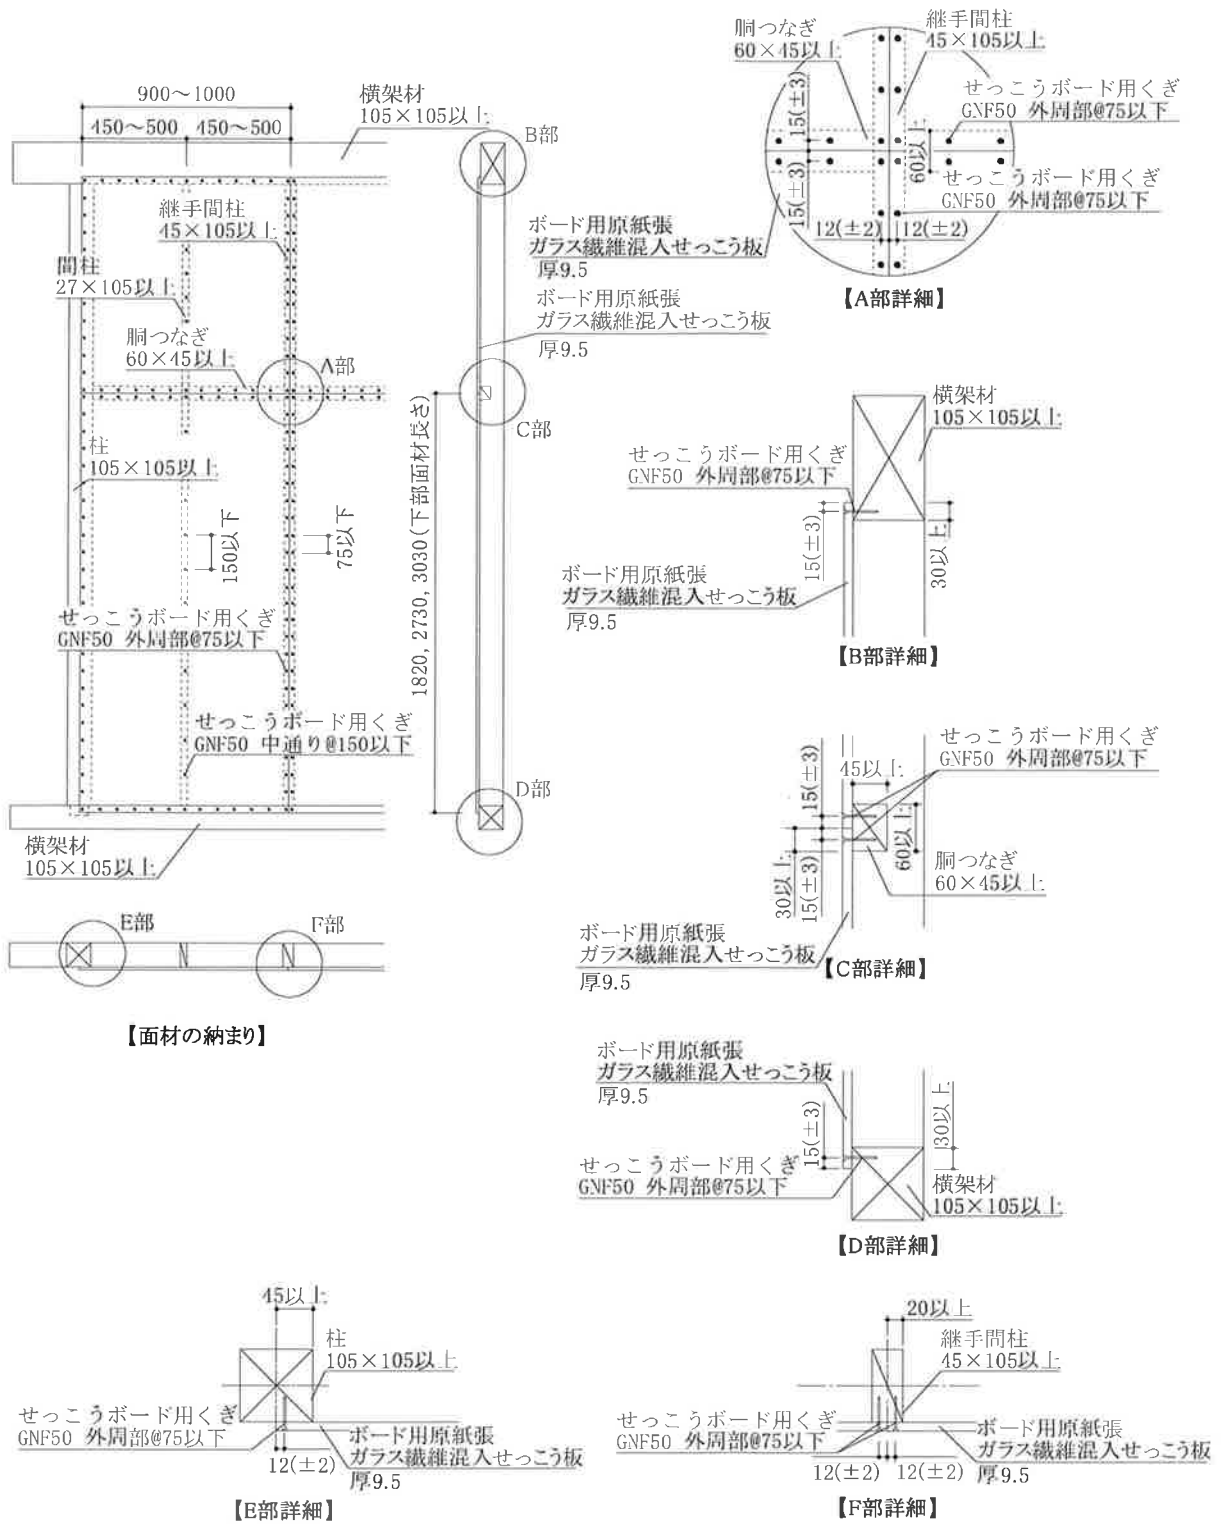 900～1000
450～500
450～500
横架材
105×105以上
B部
継手間柱
45×105以上
間柱
27×105以上
胴つなぎ
60×45以上
A部
柱
105×105以上
150以下
75以下
せっこうボード用くぎ
GNF50 外周部@75以下
せっこうボード用くぎ
GNF50 中通り@150以下
横架材
105×105以上
ボード用原紙張
ガラス繊維混入せっこう板
厚9.5
C部
1820, 2730, 3030(下部面材長さ)
D部
E部
F部
【面材の納まり】
胴つなぎ
60×45以上
継手間柱
45×105以上
せっこうボード用くぎ
GNF50 外周部@75以下
15(±3)
15(±3)
60以上
せっこうボード用くぎ
GNF50 外周部@75以下
12(±2)
12(±2)
ボード用原紙張
ガラス繊維混入せっこう板
厚9.5
【A部詳細】
横架材
105×105以上
せっこうボード用くぎ
GNF50 外周部@75以下
15(±3)
30以上
ボード用原紙張
ガラス繊維混入せっこう板
厚9.5
【B部詳細】
せっこうボード用くぎ
GNF50 外周部@75以下
45以上
15(±3)
60以上
30以上
15(±3)
胴つなぎ
60×45以上
ボード用原紙張
ガラス繊維混入せっこう板
厚9.5
【C部詳細】
ボード用原紙張
ガラス繊維混入せっこう板
厚9.5
15(±3)
30以上
せっこうボード用くぎ
GNF50 外周部@75以下
横架材
105×105以上
【D部詳細】
45以上
柱
105×105以上
せっこうボード用くぎ
GNF50 外周部@75以下
12(±2)
ボード用原紙張
ガラス繊維混入せっこう板
厚9.5
【E部詳細】
20以上
継手間柱
45×105以上
せっこうボード用くぎ
GNF50 外周部@75以下
12(±2)
12(±2)
ボード用原紙張
ガラス繊維混入せっこう板
厚9.5
【F部詳細】